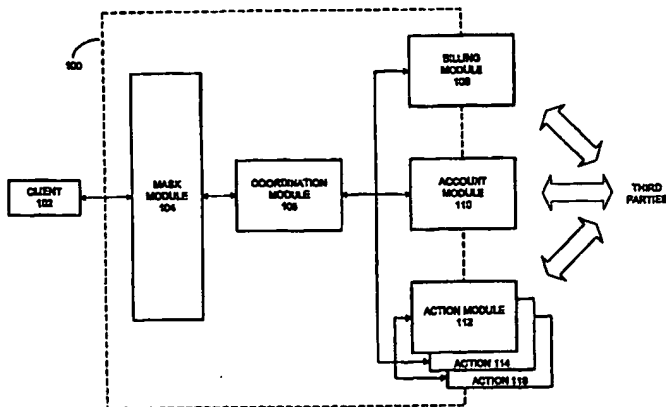 100
CLIENT
102
MASK
MODULE
104
COORDINATION
MODULE
106
BILLING
MODULE
108
ACCOUNT
MODULE
110
THIRD
PARTIES
ACTION MODULE
112
ACTION 114
ACTION 116